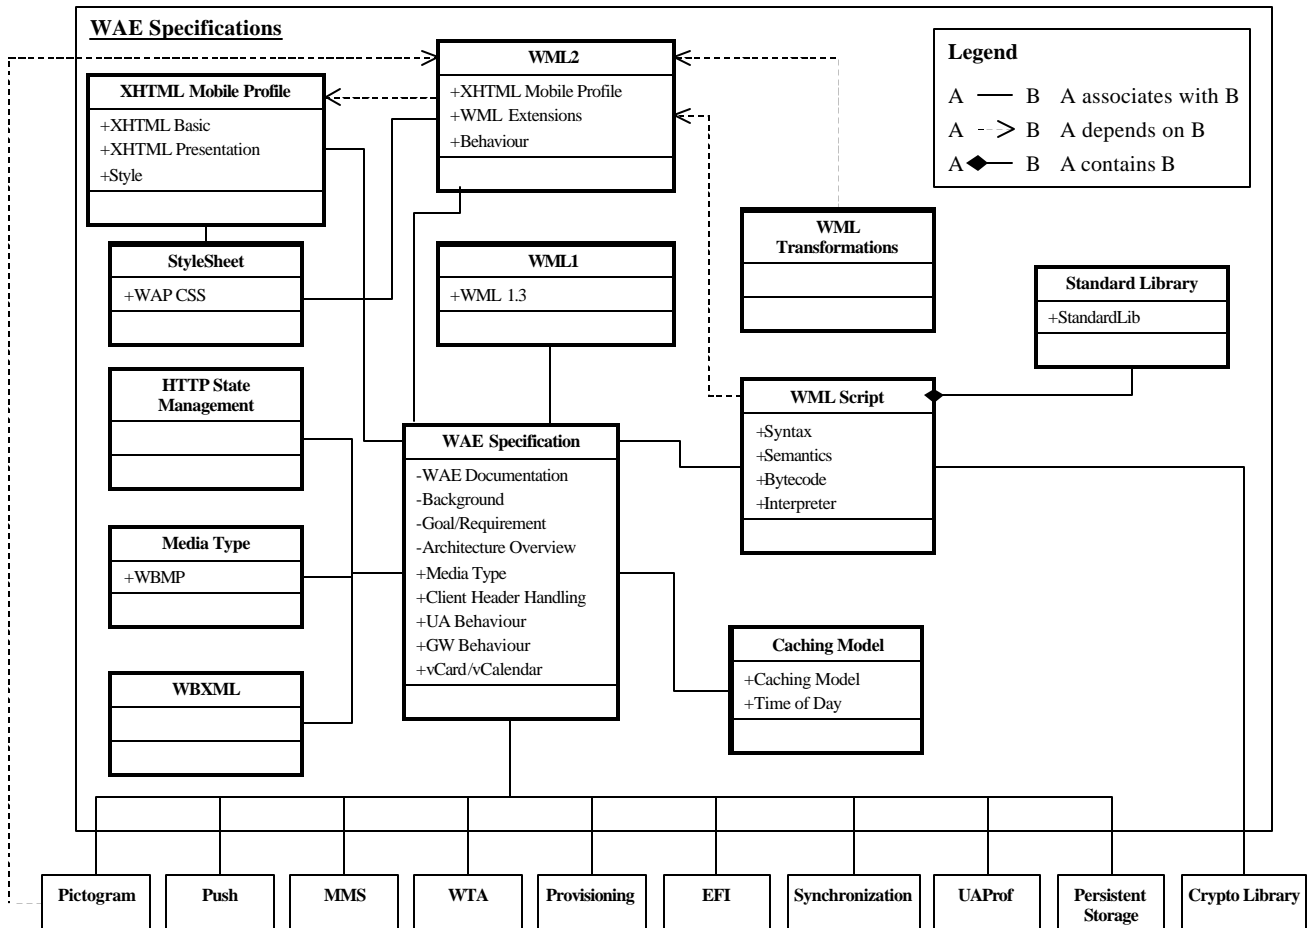 WAE Specifications
WML2
+XHTML Mobile Profile
+WML Extensions
+Behaviour
Legend
A B A associates with B
A B A depends on B
A B A contains B
XHTML Mobile Profile
+XHTML Basic
+XHTML Presentation
+Style
WML
Transformations
StyleSheet
+WAP CSS
WML1
+WML 1.3
Standard Library
+StandardLib
HTTP State
Management
WML Script
+Syntax
+Semantics
+Bytecode
+Interpreter
WAE Specification
-WAE Documentation
-Background
-Goal/Requirement
-Architecture Overview
+Media Type
+Client Header Handling
+UA Behaviour
+GW Behaviour
+vCard/vCalendar
Media Type
+WBMP
Caching Model
+Caching Model
+Time of Day
WBXML
Pictogram
Push
MMS
WTA
Provisioning
EFI
Synchronization
UAProf
Persistent
Storage
Crypto Library